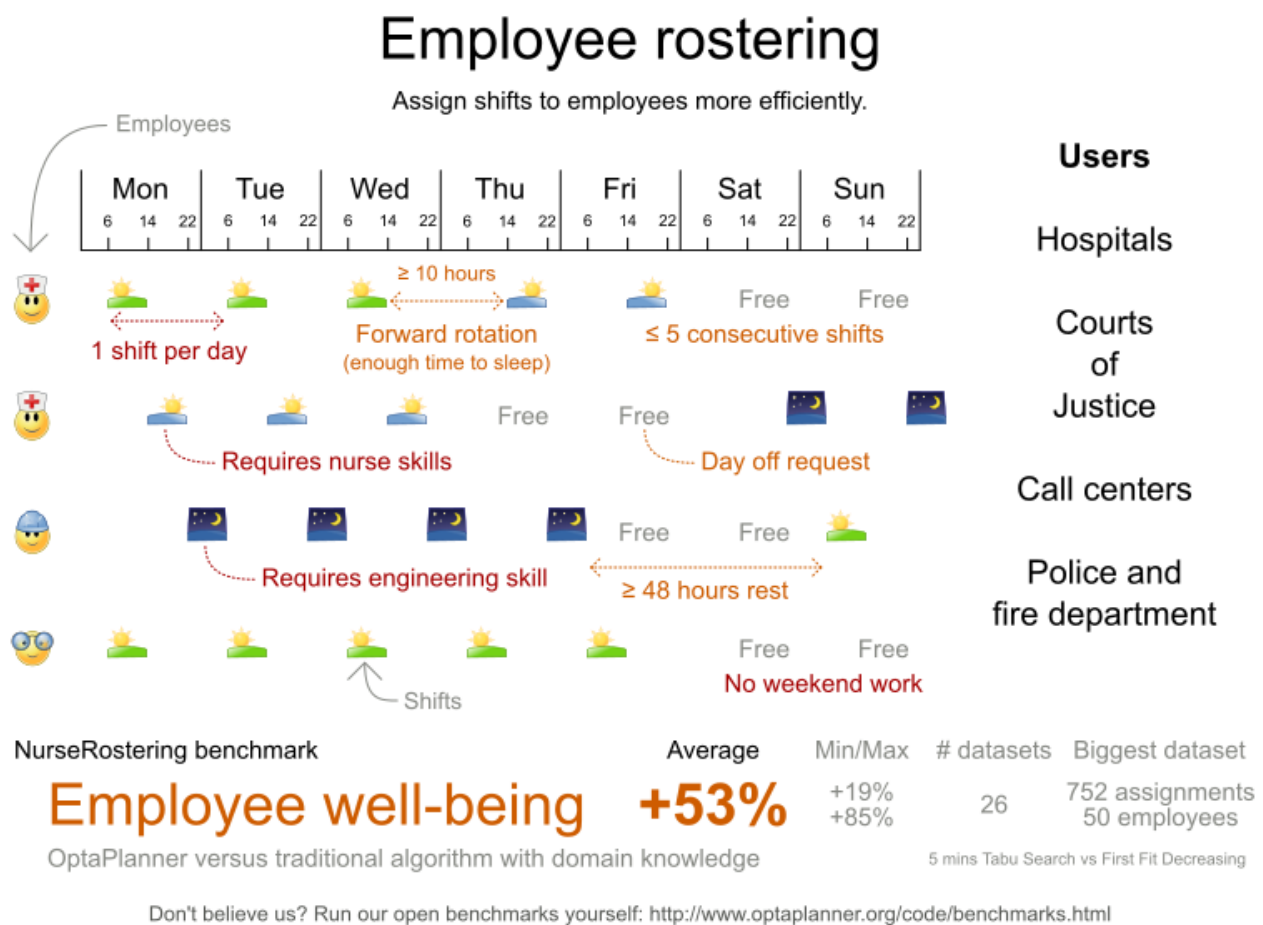 Employee rostering
Assign shifts to employees more efficiently.
Employees
Users
Mon Tue Wed Thu Fri Sat Sun
6 14 22 6 14 22 6 14 22 6 14 22 6 14 22 6 14 22 6 14 22
Hospitals
≥ 10 hours
Free Free
1 shift per day
Forward rotation
(enough time to sleep)
≤ 5 consecutive shifts
Courts
of
Justice
Free Free
Requires nurse skills
Day off request
Call centers
Free Free
Requires engineering skill
≥ 48 hours rest
Police and
fire department
Free Free
No weekend work
Shifts
NurseRostering benchmark
Average
Min/Max
# datasets
Biggest dataset
Employee well-being
+53%
+19%
+85%
26
752 assignments
50 employees
OptaPlanner versus traditional algorithm with domain knowledge
5 mins Tabu Search vs First Fit Decreasing
Don't believe us? Run our open benchmarks yourself: http://www.optaplanner.org/code/benchmarks.html